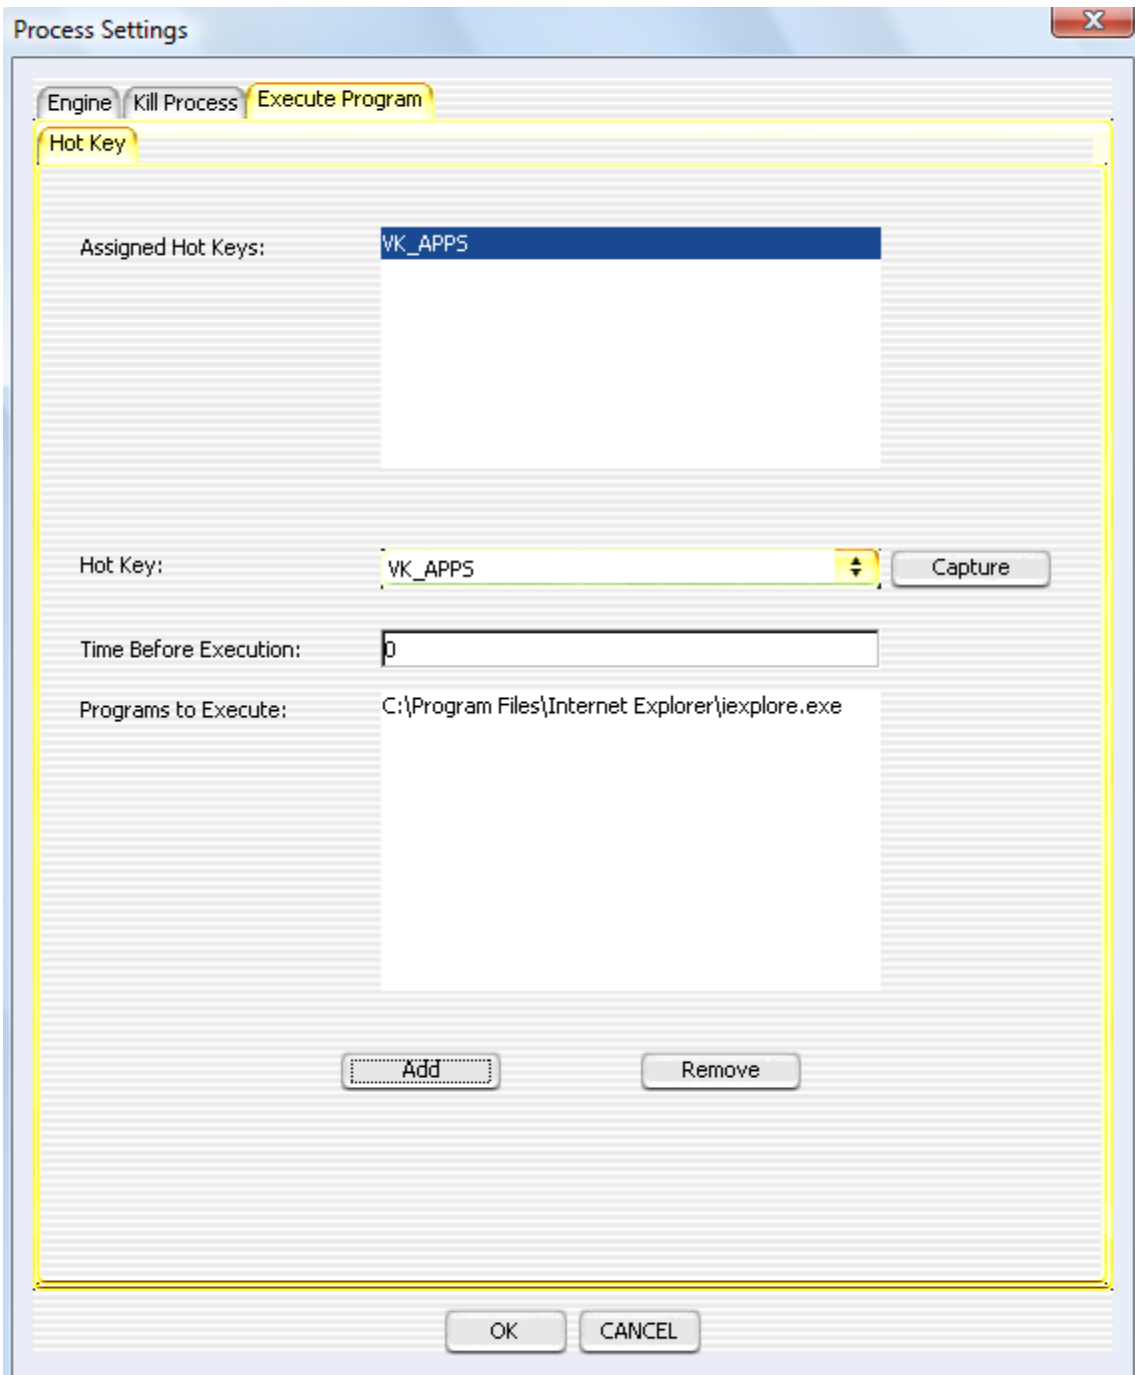 Process Settings
X
Engine Kill Process Execute Program
Hot Key
Assigned Hot Keys: VK_APPS
Hot Key: VK_APPS Capture
Time Before Execution: 0
Programs to Execute: C:\Program Files\Internet Explorer\iexplore.exe
Add Remove
OK CANCEL